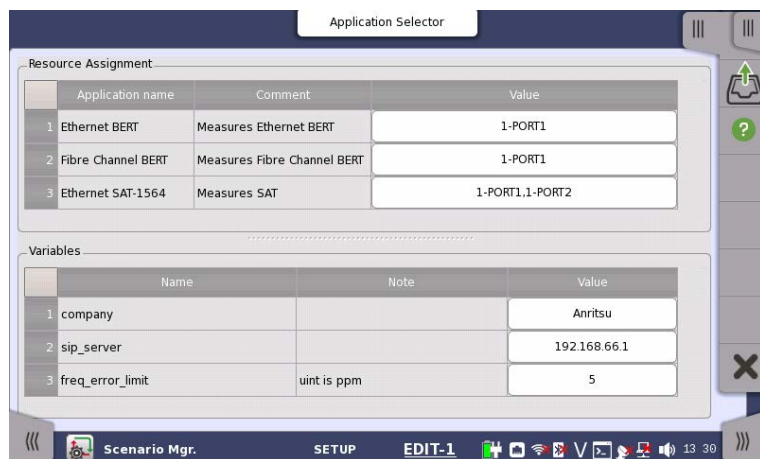 Application Selector
Resource Assignment
Application name Comment Value
1 Ethernet BERT Measures Ethernet BERT 1-PORT1
2 Fibre Channel BERT Measures Fibre Channel BERT 1-PORT1
3 Ethernet SAT-1564 Measures SAT 1-PORT1,1-PORT2
Variables
Name Note Value
1 company Anritsu
2 sip_server 192.168.66.1
3 freq_error_limit uint is ppm 5
Scenario Mgr. SETUP EDIT-1 V 13 30